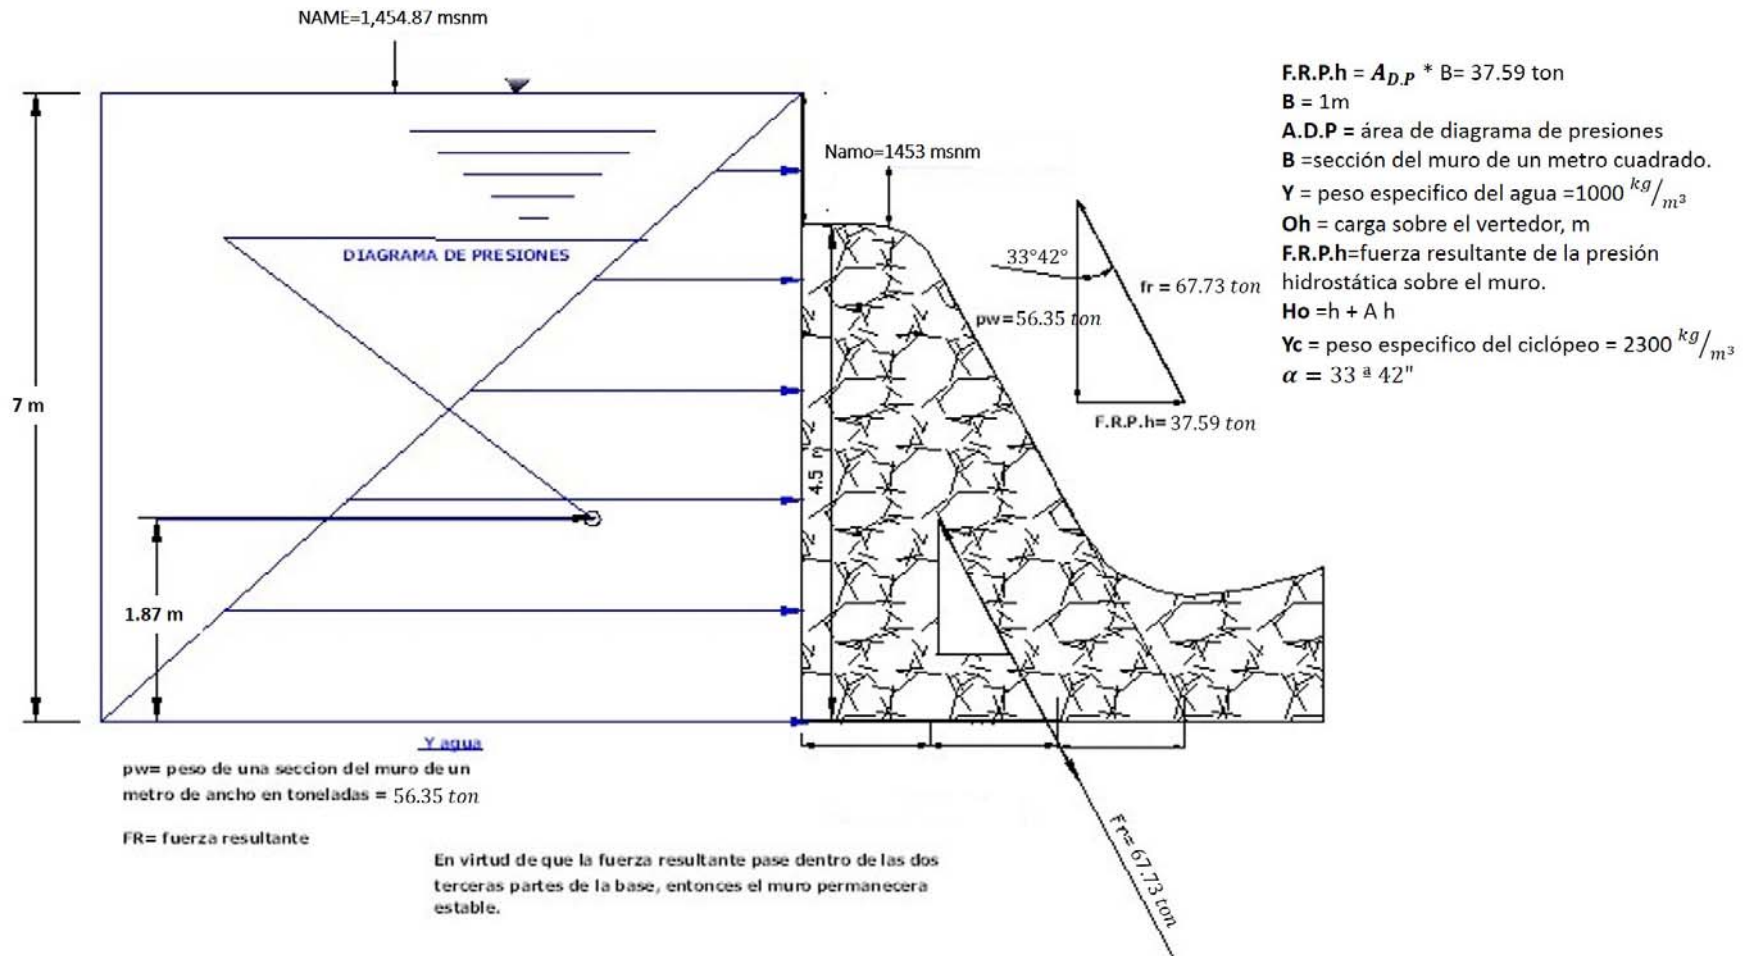 NAME=1,454.87 msnm
Namo=1453 msnm
DIAGRAMA DE PRESIONES
7 m
1.87 m
4.5 m
33°42°
fr = 67.73 ton
pw=56.35 ton
F.R.P.h= 37.59 ton
F.R.P.h = A_{D.P} * B= 37.59 ton
B = 1m
A.D.P = área de diagrama de presiones
B =sección del muro de un metro cuadrado.
Y = peso especifico del agua =1000 kg/m³
Oh = carga sobre el vertedor, m
F.R.P.h=fuerza resultante de la presión
hidrostática sobre el muro.
Ho =h + A h
Yc = peso especifico del ciclópeo = 2300 kg/m³
α = 33 ª 42"
Y agua
pw= peso de una seccion del muro de un
metro de ancho en toneladas = 56.35 ton
FR= fuerza resultante
En virtud de que la fuerza resultante pase dentro de las dos
terceras partes de la base, entonces el muro permanecera
estable.
Fr= 67.73 ton